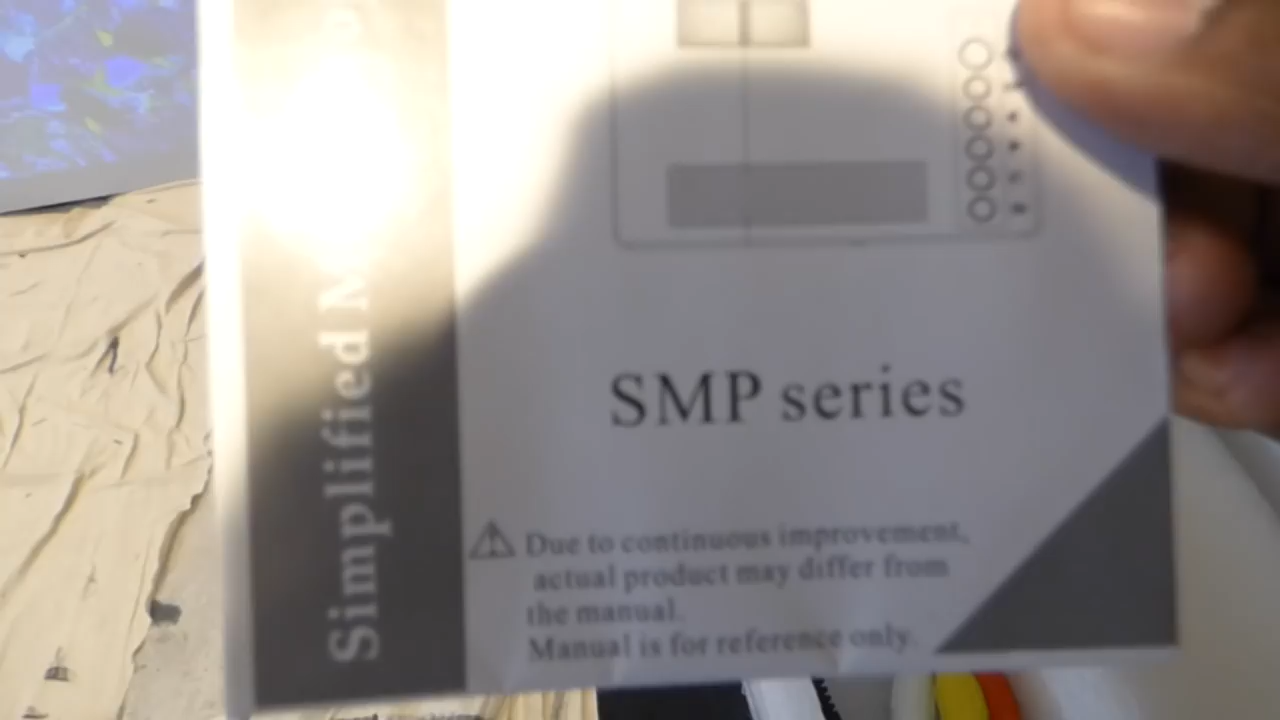 Simplified
SMP series
Due to continuous improvement,
actual product may differ from
the manual.
Manual is for reference only.